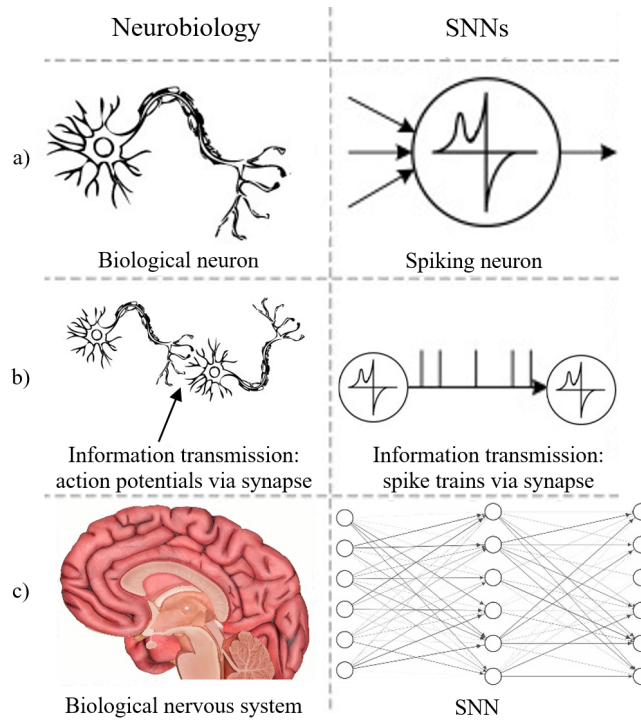 Neurobiology
SNNs
a)
Biological neuron
Spiking neuron
b)
Information transmission:
action potentials via synapse
Information transmission:
spike trains via synapse
c)
Biological nervous system
SNN